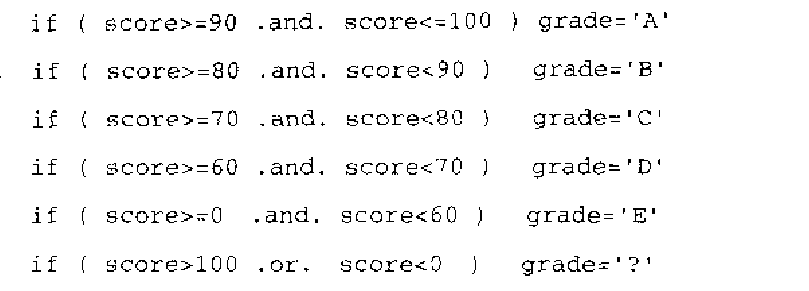 if ( score>=90 .and. score<=100 ) grade='A'
if ( score>=80 .and. score<90 ) grade='B'
if ( score>=70 .and. score<80 ) grade='C'
if ( score>=60 .and. score<70 ) grade='D'
if ( score>=0 .and. score<60 ) grade='E'
if ( score>100 .or. score<0 ) grade='?'